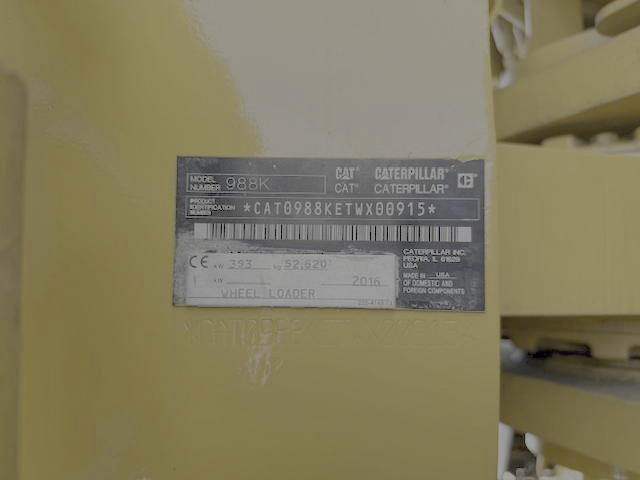 MODEL NUMBER 988K
CAT® CATERPILLAR®
CAT® CATERPILLAR®
PRODUCT IDENTIFICATION NUMBER *CAT0988KETWX00915*
CE kW 393 kg 52,620
kW 2016
WHEEL LOADER
CATERPILLAR INC.
PEORIA, IL 61629
USA
MADE IN USA
OF DOMESTIC AND
FOREIGN COMPONENTS